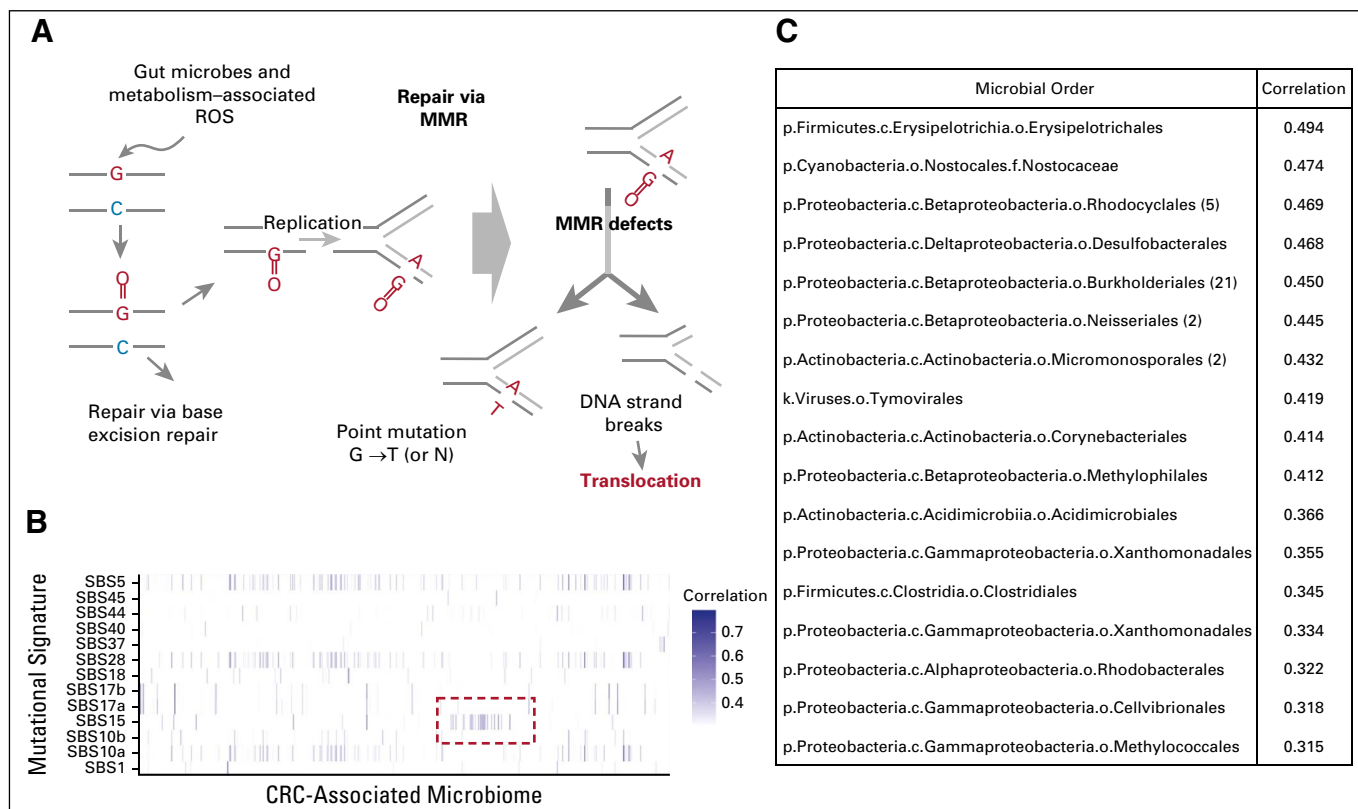 A
Gut microbes and
metabolism–associated
ROS
G
C
O
G
C
Repair via base
excision repair
Replication
G
O
A
G
O
Repair via
MMR
A
G
O
MMR defects
A
T
Point mutation
G →T (or N)
DNA strand
breaks
Translocation
B
Mutational Signature
SBS5
SBS45
SBS44
SBS40
SBS37
SBS28
SBS18
SBS17b
SBS17a
SBS15
SBS10b
SBS10a
SBS1
CRC-Associated Microbiome
Correlation
0.7
0.6
0.5
0.4
C
Microbial Order Correlation
p.Firmicutes.c.Erysipelotrichia.o.Erysipelotrichales 0.494
p.Cyanobacteria.o.Nostocales.f.Nostocaceae 0.474
p.Proteobacteria.c.Betaproteobacteria.o.Rhodocyclales (5) 0.469
p.Proteobacteria.c.Deltaproteobacteria.o.Desulfobacterales 0.468
p.Proteobacteria.c.Betaproteobacteria.o.Burkholderiales (21) 0.450
p.Proteobacteria.c.Betaproteobacteria.o.Neisseriales (2) 0.445
p.Actinobacteria.c.Actinobacteria.o.Micromonosporales (2) 0.432
k.Viruses.o.Tymovirales 0.419
p.Actinobacteria.c.Actinobacteria.o.Corynebacteriales 0.414
p.Proteobacteria.c.Betaproteobacteria.o.Methylophilales 0.412
p.Actinobacteria.c.Acidimicrobiia.o.Acidimicrobiales 0.366
p.Proteobacteria.c.Gammaproteobacteria.o.Xanthomonadales 0.355
p.Firmicutes.c.Clostridia.o.Clostridiales 0.345
p.Proteobacteria.c.Gammaproteobacteria.o.Xanthomonadales 0.334
p.Proteobacteria.c.Alphaproteobacteria.o.Rhodobacterales 0.322
p.Proteobacteria.c.Gammaproteobacteria.o.Cellvibrionales 0.318
p.Proteobacteria.c.Gammaproteobacteria.o.Methylococcales 0.315